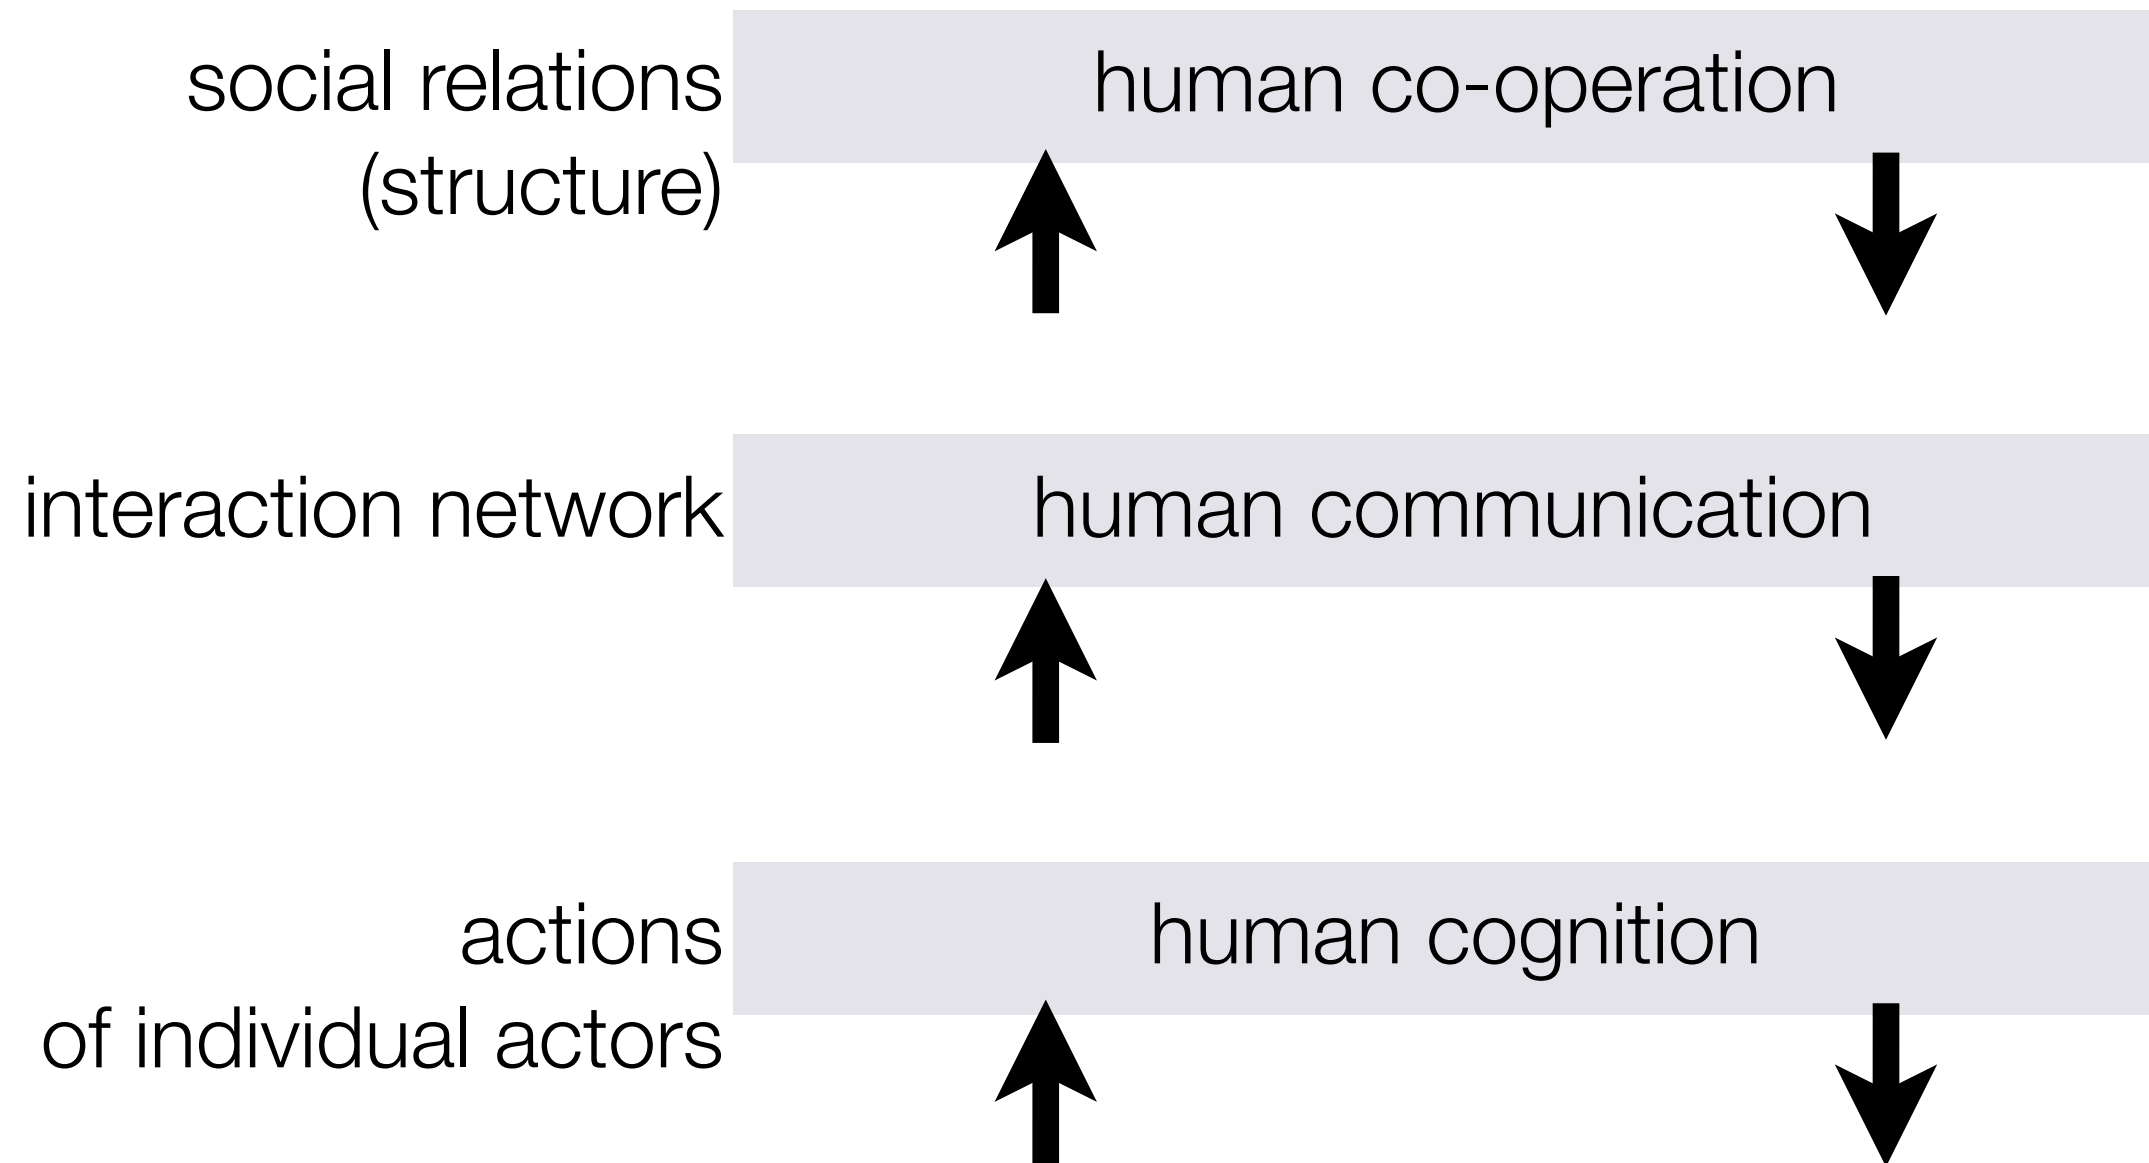 social relations
(structure)
human co-operation
interaction network
human communication
actions
of individual actors
human cognition